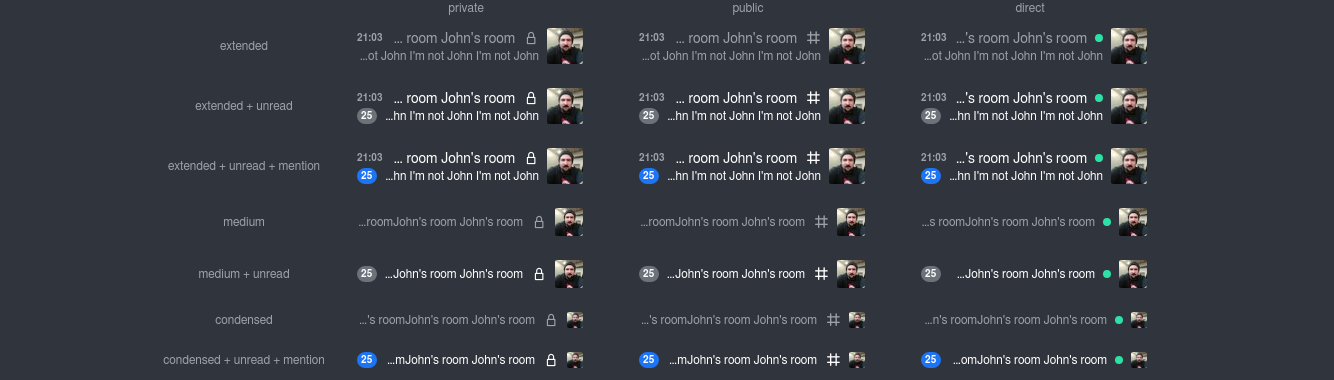 private public direct
extended 21:03 ... room John's room 21:03 ... room John's room 21:03 ...'s room John's room
...ot John I'm not John I'm not John ...ot John I'm not John I'm not John ...ot John I'm not John I'm not John
extended + unread 21:03 ... room John's room 21:03 ... room John's room 21:03 ...'s room John's room
25 ...hn I'm not John I'm not John 25 ...hn I'm not John I'm not John 25 ...hn I'm not John I'm not John
extended + unread + mention 21:03 ... room John's room 21:03 ... room John's room 21:03 ...'s room John's room
25 ...hn I'm not John I'm not John 25 ...hn I'm not John I'm not John 25 ...hn I'm not John I'm not John
medium ...roomJohn's room John's room ...roomJohn's room John's room ...s roomJohn's room John's room
medium + unread 25 ...John's room John's room 25 ...John's room John's room 25 ...John's room John's room
condensed ...'s roomJohn's room John's room ...'s roomJohn's room John's room ...n's roomJohn's room John's room
condensed + unread + mention 25 ...mJohn's room John's room 25 ...mJohn's room John's room 25 ...omJohn's room John's room